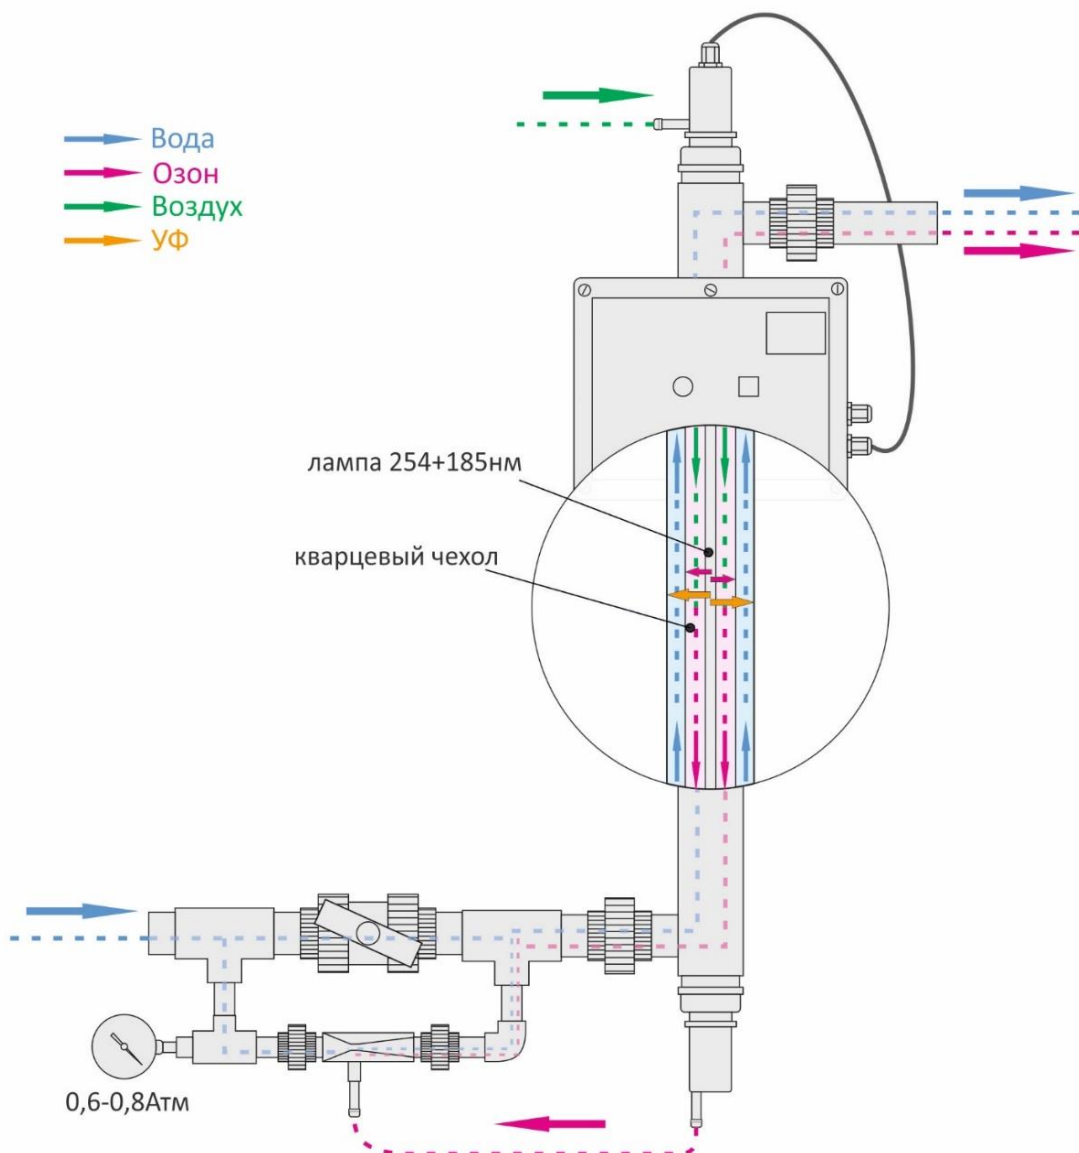 Вода
Озон
Воздух
УФ
лампа 254+185нм
кварцевый чехол
0,6-0,8Атм